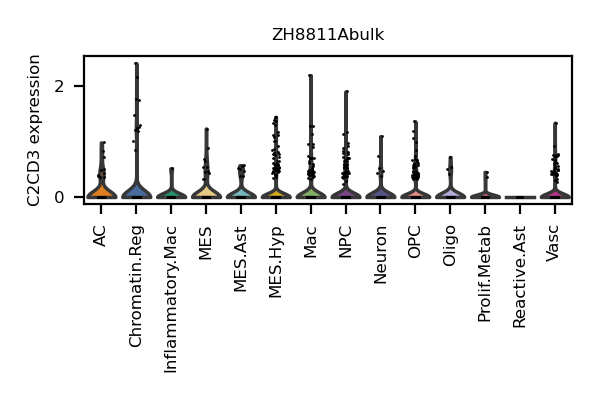 ZH8811Abulk
C2CD3 expression
2
0
AC
Chromatin.Reg
Inflammatory.Mac
MES
MES.Ast
MES.Hyp
Mac
NPC
Neuron
OPC
Oligo
Prolif.Metab
Reactive.Ast
Vasc